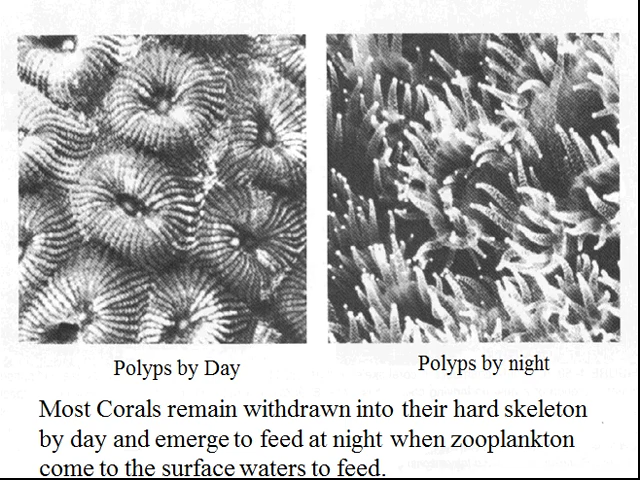 Polyps by Day
Polyps by night
Most Corals remain withdrawn into their hard skeleton
by day and emerge to feed at night when zooplankton
come to the surface waters to feed.